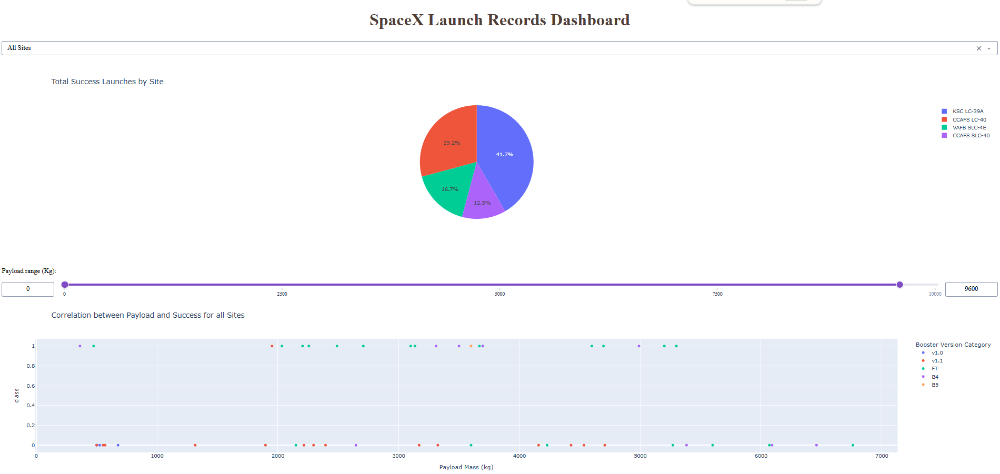 SpaceX Launch Records Dashboard
All Sites
Total Success Launches by Site
29.2%
41.7%
16.7%
12.5%
KSC LC-39A
CCAFS LC-40
VAFB SLC-4E
CCAFS SLC-40
Payload range (Kg):
0
0 2500 5000 7500 10000
9600
Correlation between Payload and Success for all Sites
class
1
0.8
0.6
0.4
0.2
0
0 1000 2000 3000 4000 5000 6000 7000
Payload Mass (kg)
Booster Version Category
v1.0
v1.1
FT
B4
B5